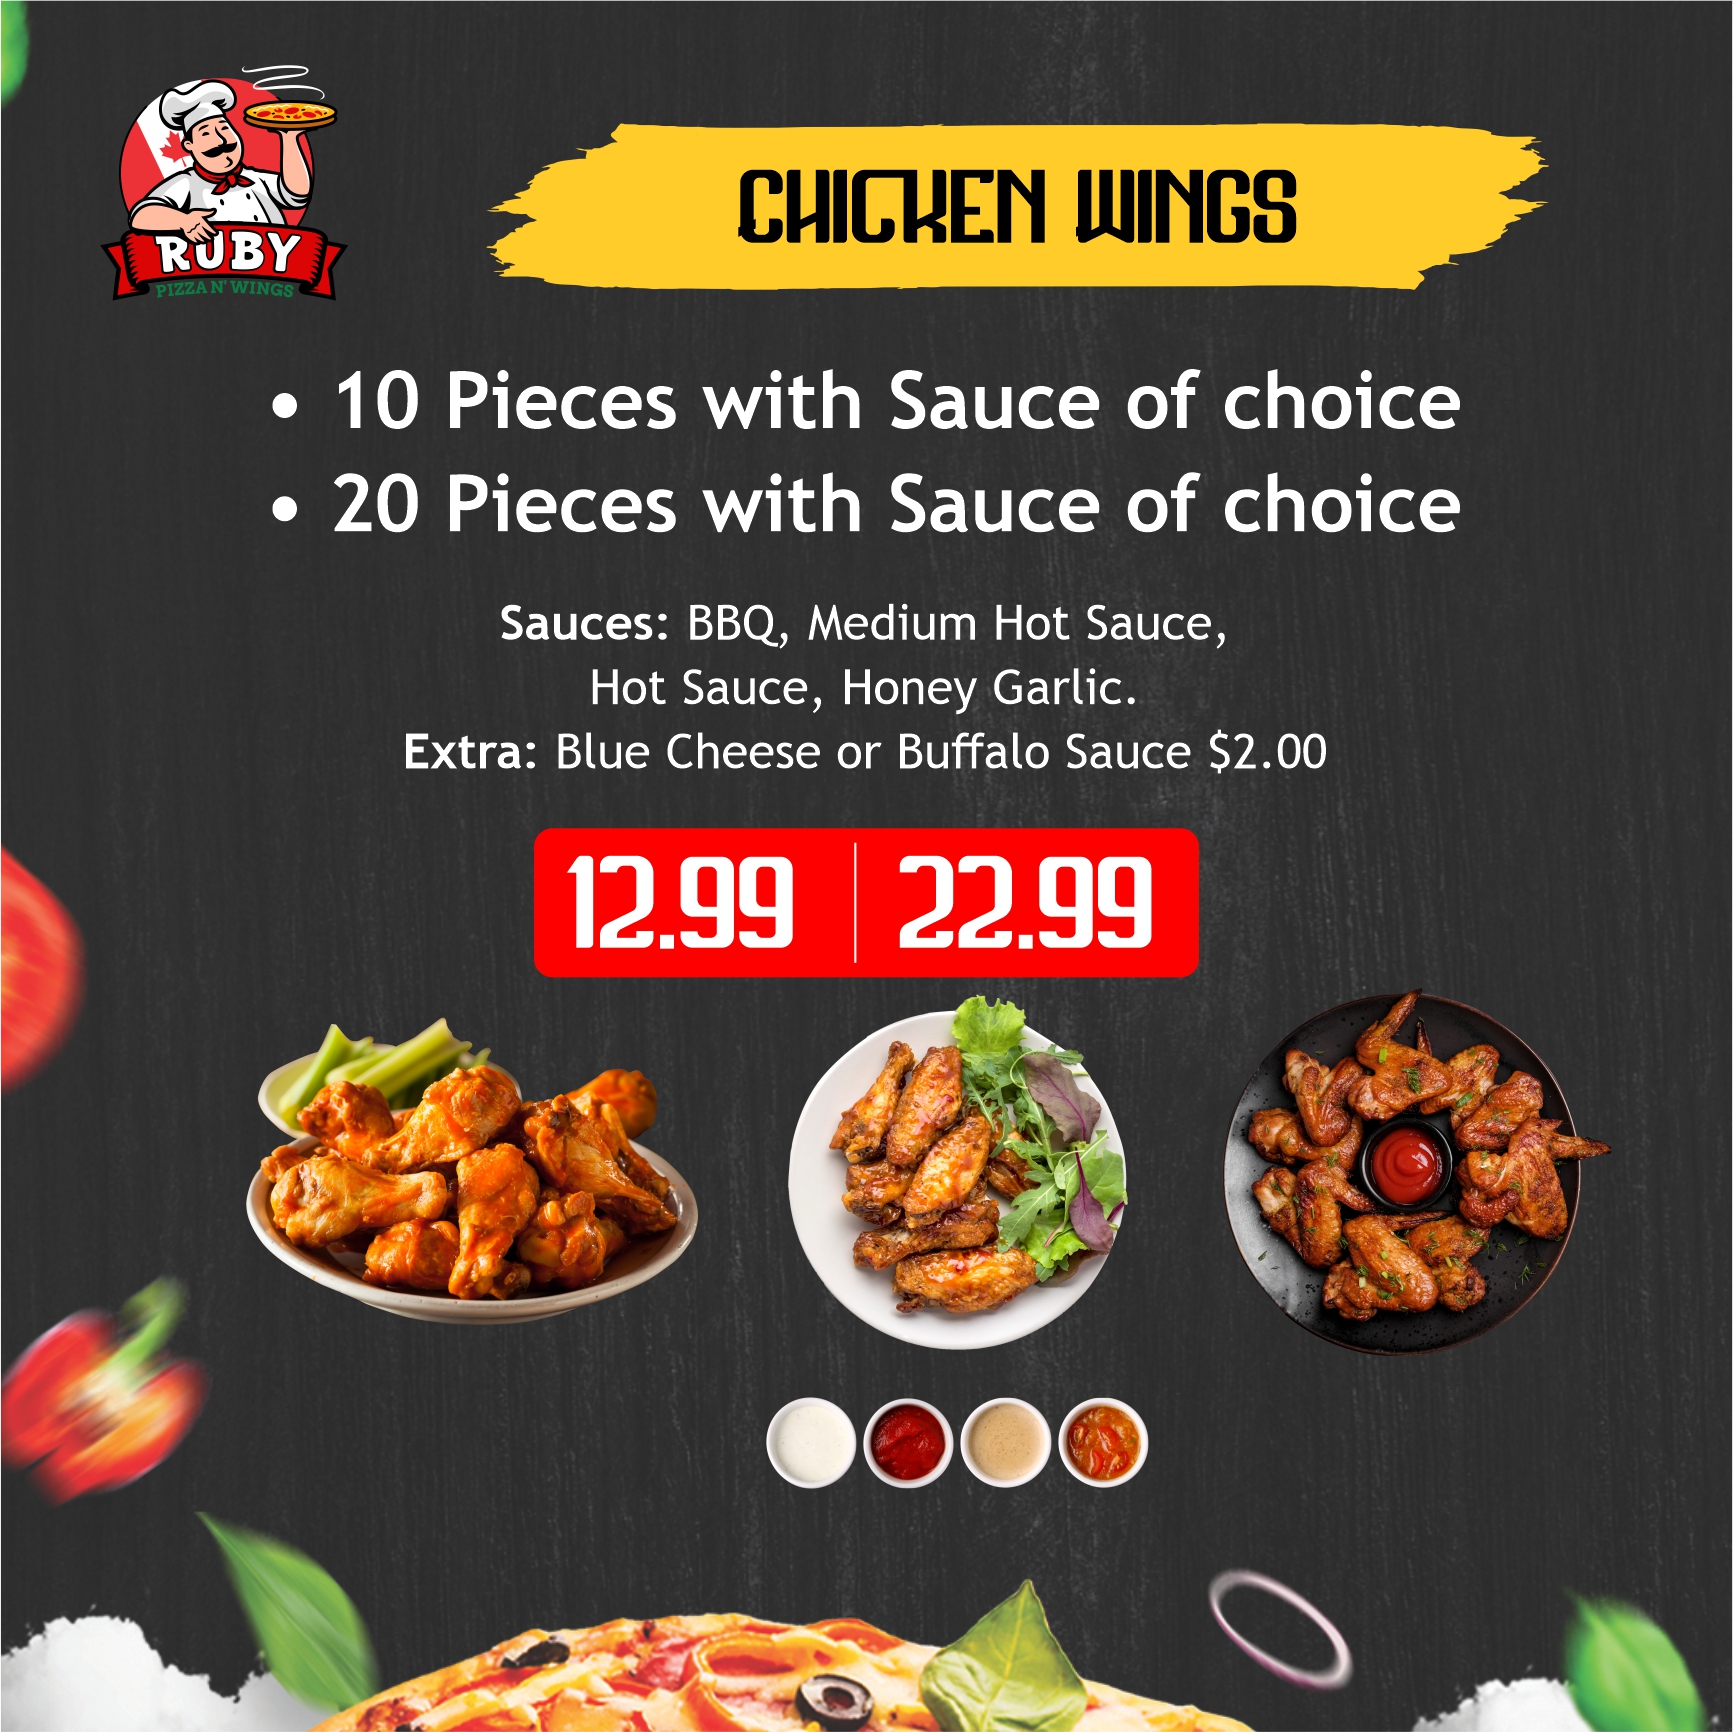 RUBY
PIZZA N' WINGS
CHICKEN WINGS
• 10 Pieces with Sauce of choice
• 20 Pieces with Sauce of choice
Sauces: BBQ, Medium Hot Sauce,
Hot Sauce, Honey Garlic.
Extra: Blue Cheese or Buffalo Sauce $2.00
12.99 | 22.99